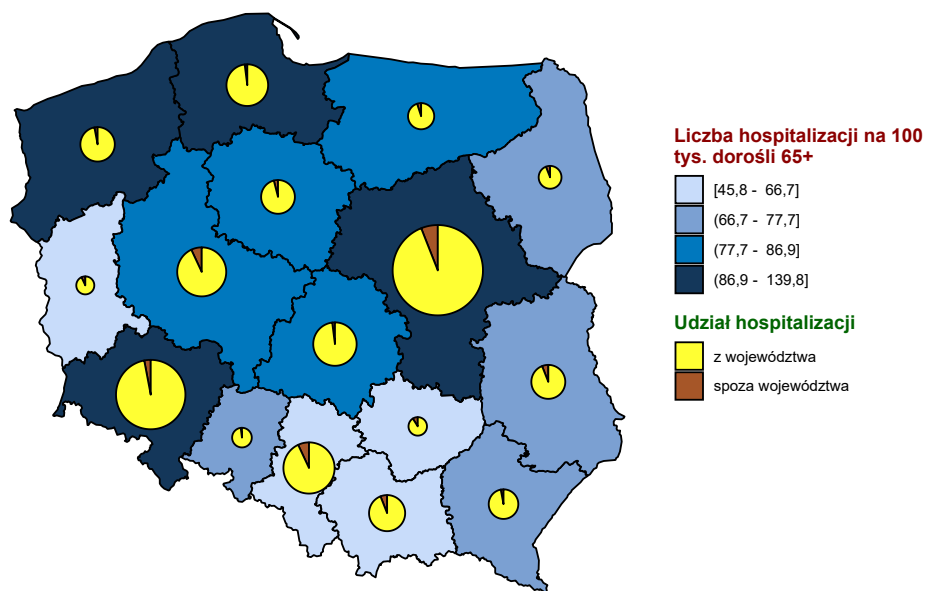 Liczba hospitalizacji na 100
tys. dorośli 65+
[45,8 - 66,7]
(66,7 - 77,7]
(77,7 - 86,9]
(86,9 - 139,8]
Udział hospitalizacji
z województwa
spoza województwa